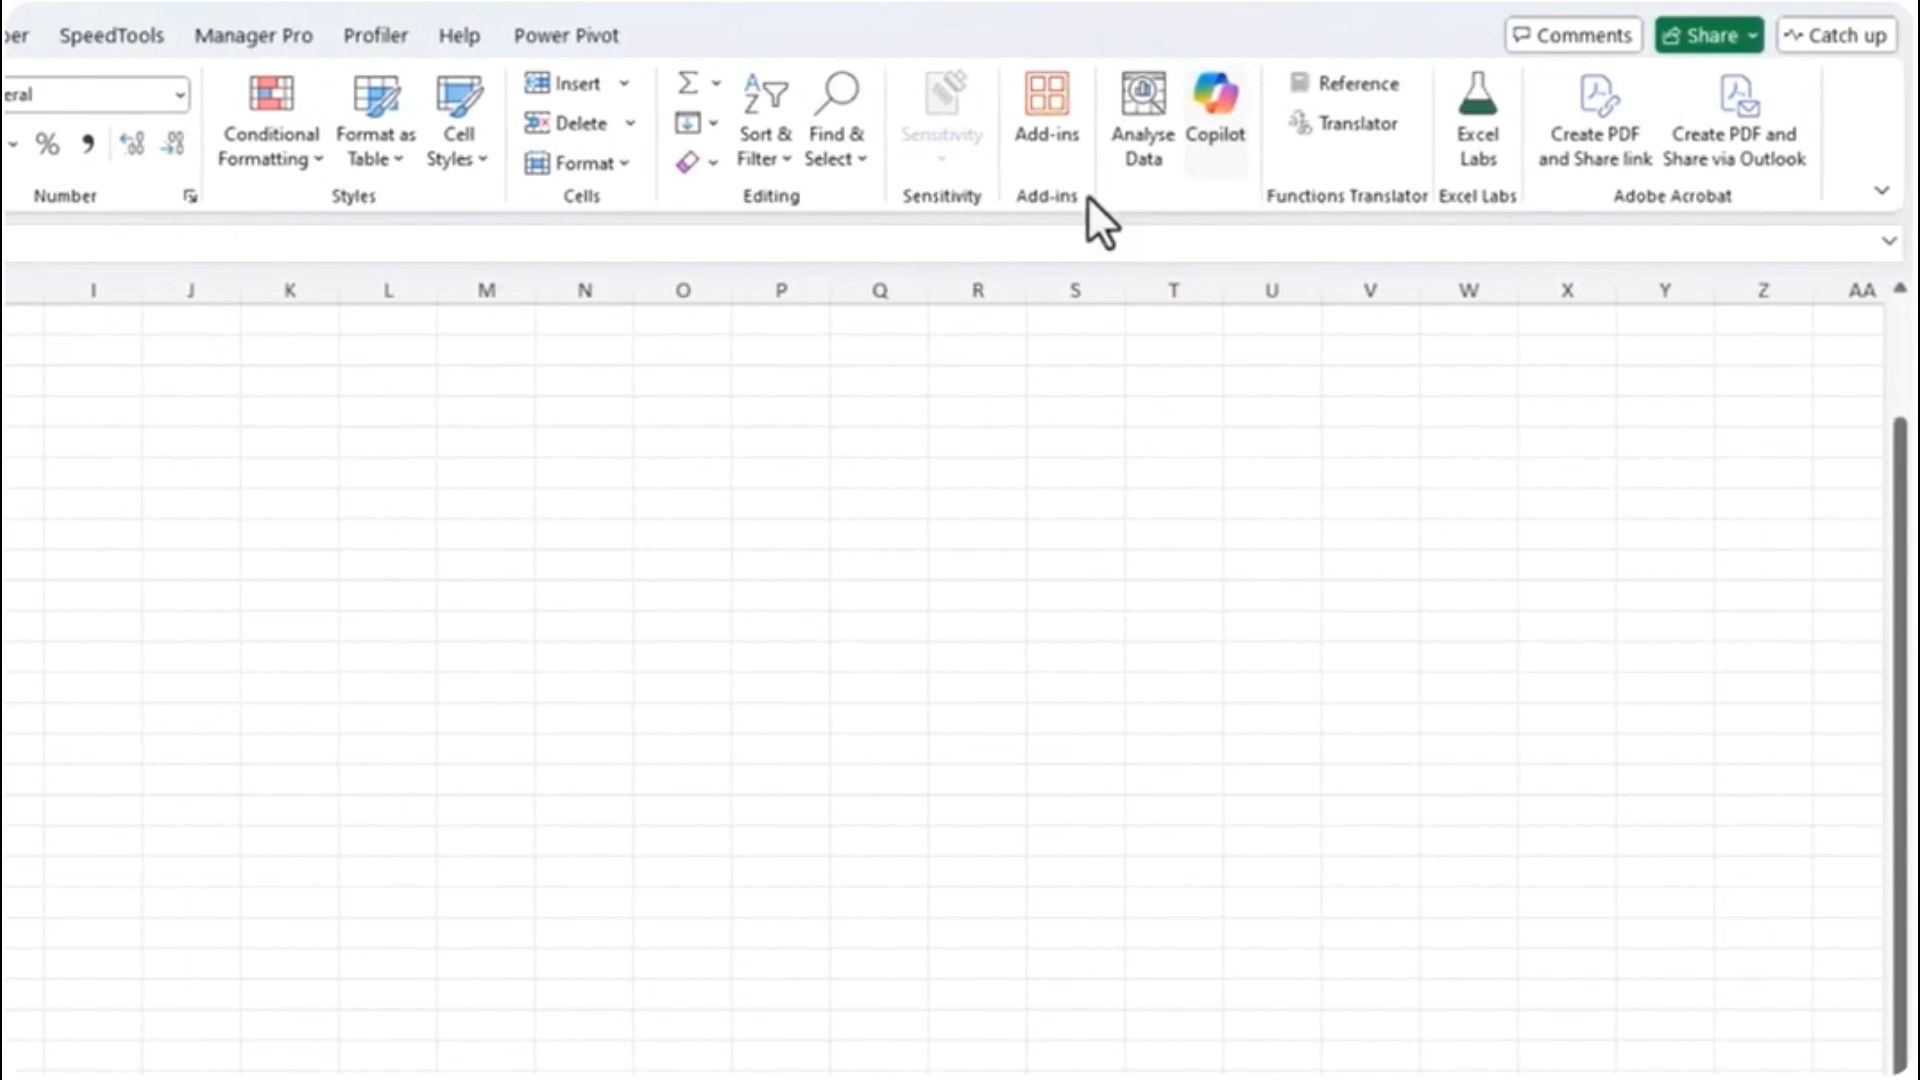 SpeedTools Manager Pro Profiler Help Power Pivot Comments Share Catch up
Insert Reference
Delete Translator
% Conditional Formatting Format as Table Cell Styles Format Sort & Filter Find & Select Sensitivity Add-ins Analyse Data Copilot Excel Labs Create PDF and Share link Create PDF and Share via Outlook
Number Styles Cells Editing Sensitivity Add-ins Functions Translator Excel Labs Adobe Acrobat
I J K L M N O P Q R S T U V W X Y Z AA